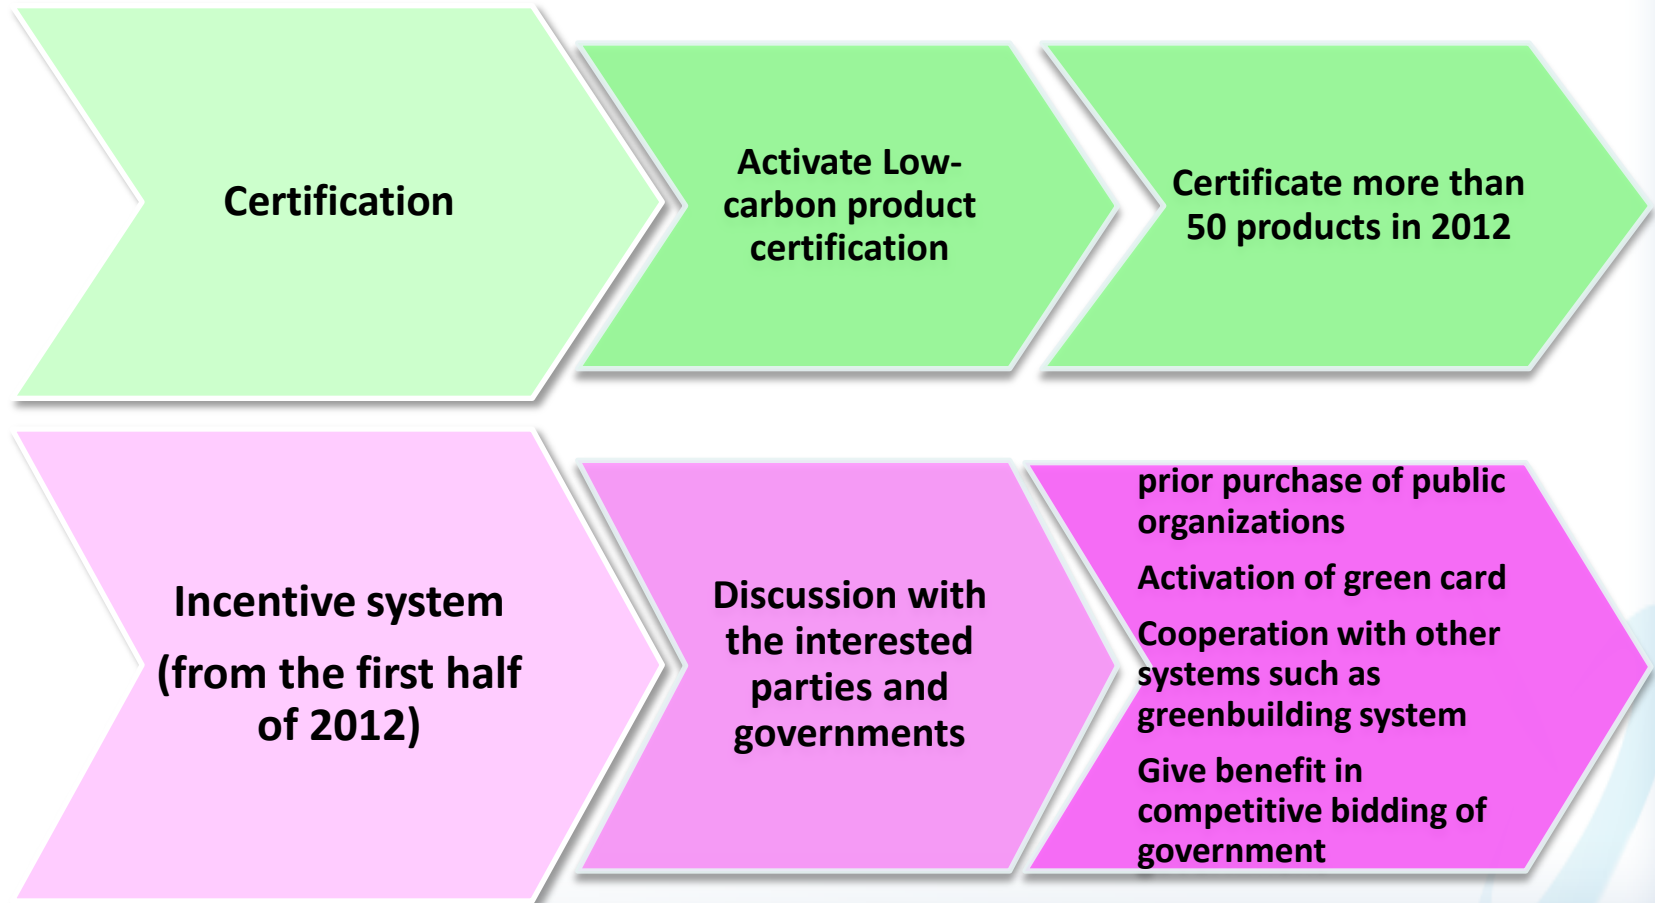 Certification
Activate Low-
carbon product
certification
Certificate more than
50 products in 2012
Incentive system
(from the first half
of 2012)
Discussion with
the interested
parties and
governments
prior purchase of public
organizations
Activation of green card
Cooperation with other
systems such as
greenbuilding system
Give benefit in
competitive bidding of
government